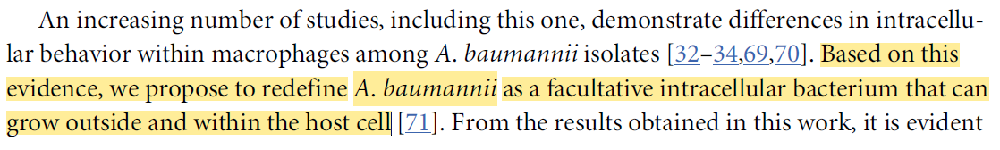 An increasing number of studies, including this one, demonstrate differences in intracellu-
lar behavior within macrophages among A. baumannii isolates [32–34,69,70]. Based on this
evidence, we propose to redefine A. baumannii as a facultative intracellular bacterium that can
grow outside and within the host cell [71]. From the results obtained in this work, it is evident